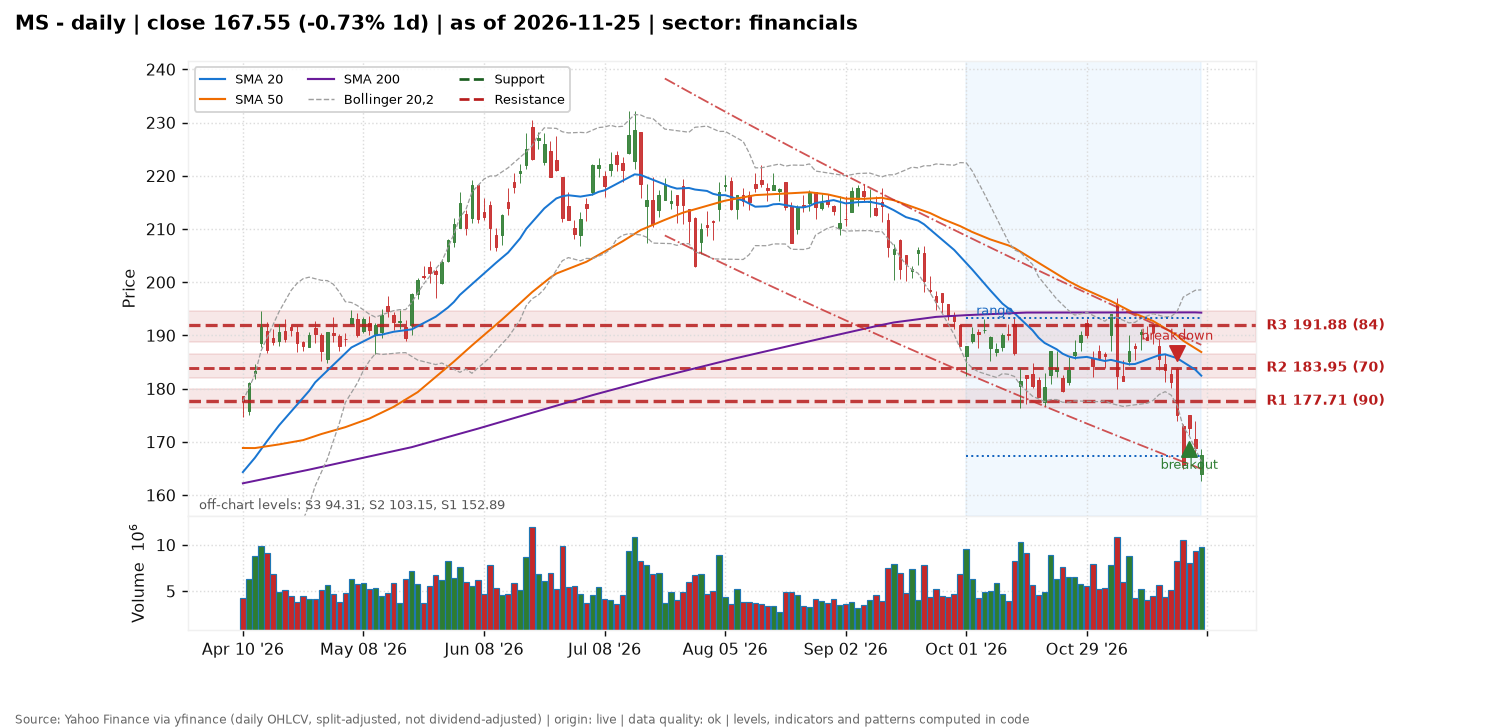 MS - daily | close 167.55 (-0.73% 1d) | as of 2026-11-25 | sector: financials
SMA 20
SMA 50
SMA 200
Bollinger 20,2
Support
Resistance
Price
240
230
220
210
200
190
180
170
160
range
breakdown
breakout
R3 191.88 (84)
R2 183.95 (70)
R1 177.71 (90)
off-chart levels: S3 94.31, S2 103.15, S1 152.89
Volume 10⁶
10
5
Apr 10 '26
May 08 '26
Jun 08 '26
Jul 08 '26
Aug 05 '26
Sep 02 '26
Oct 01 '26
Oct 29 '26
Source: Yahoo Finance via yfinance (daily OHLCV, split-adjusted, not dividend-adjusted) | origin: live | data quality: ok | levels, indicators and patterns computed in code